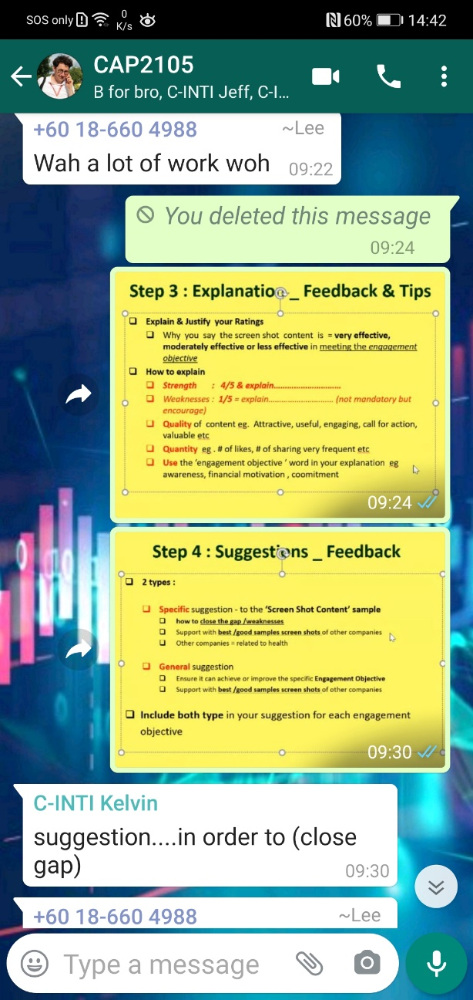 SOS only 0 K/s 60% 14:42
CAP2105
B for bro, C-INTI Jeff, C-I...
+60 18-660 4988 ~Lee
Wah a lot of work woh 09:22
You deleted this message
09:24
Step 3 : Explanation _ Feedback & Tips
Explain & Justify your Ratings
Why you say the screen shot content is = very effective,
moderately effective or less effective in meeting the engagement
objective
How to explain
Strength : 4/5 & explain..............................
Weaknesses : 1/5 = explain............................. (not mandatory but
encourage)
Quality of content eg. Attractive, useful, engaging, call for action,
valuable etc
Quantity eg . # of likes, # of sharing very frequent etc
Use the 'engagement objective ' word in your explanation eg
awareness, financial motivation , coomitment
09:24
Step 4 : Suggestions _ Feedback
2 types :
Specific suggestion - to the 'Screen Shot Content' sample
how to close the gap /weaknesses
Support with best /good samples screen shots of other companies
Other companies = related to health
General suggestion
Ensure it can achieve or improve the specific Engagement Objective
Support with best /good samples screen shots of other companies
Include both type in your suggestion for each engagement
objective
09:30
C-INTI Kelvin
suggestion....in order to (close
gap) 09:30
+60 18-660 4988 ~Lee
Type a message